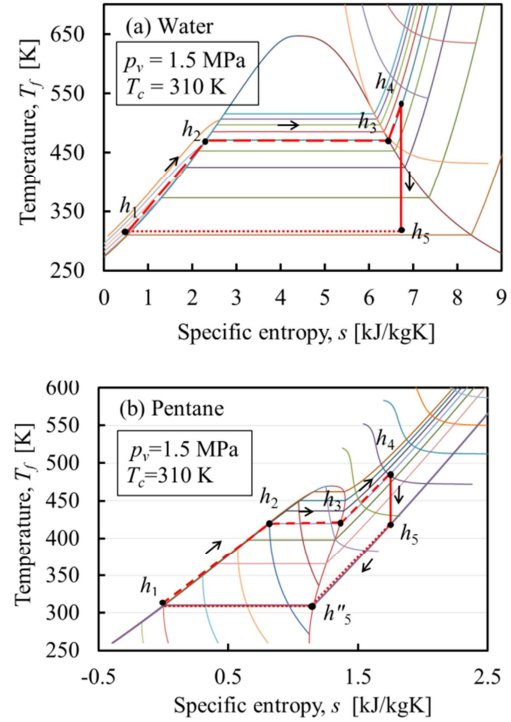 (a) Water
p_v = 1.5 MPa
T_c = 310 K
Temperature, T_f [K]
650
550
450
350
250
h_1
h_2
h_3
h_4
h_5
0 1 2 3 4 5 6 7 8 9
Specific entropy, s [kJ/kgK]
(b) Pentane
p_v=1.5 MPa
T_c=310 K
Temperature, T_f [K]
600
550
500
450
400
350
300
250
h_1
h_2
h_3
h_4
h_5
h"_5
-0.5 0.5 1.5 2.5
Specific entropy, s [kJ/kgK]